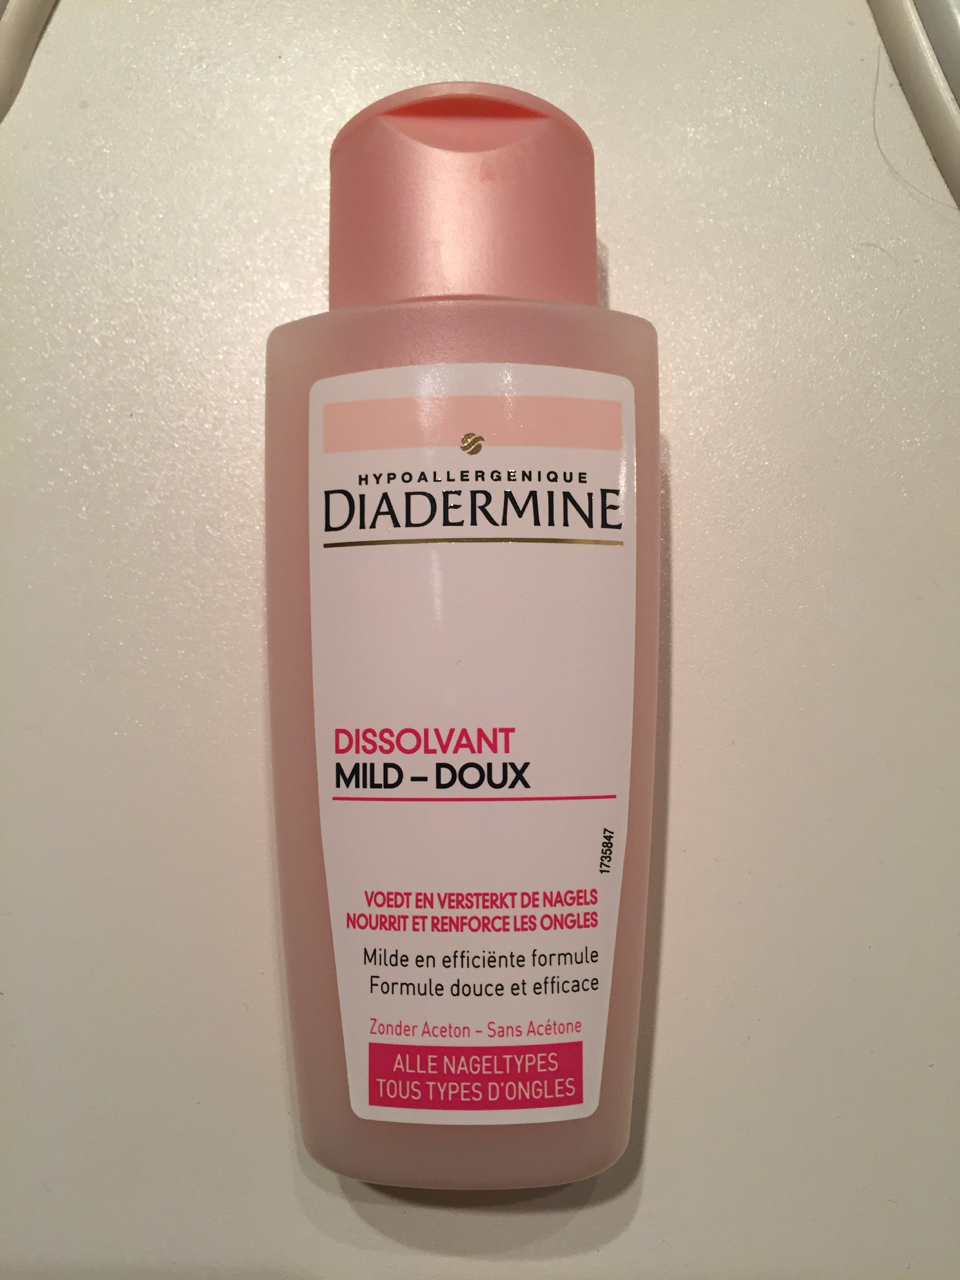 HYPOALLERGENIQUE
DIADERMINE
DISSOLVANT
MILD – DOUX
1735847
VOEDT EN VERSTERKT DE NAGELS
NOURRIT ET RENFORCE LES ONGLES
Milde en efficiënte formule
Formule douce et efficace
Zonder Aceton – Sans Acétone
ALLE NAGELTYPES
TOUS TYPES D'ONGLES